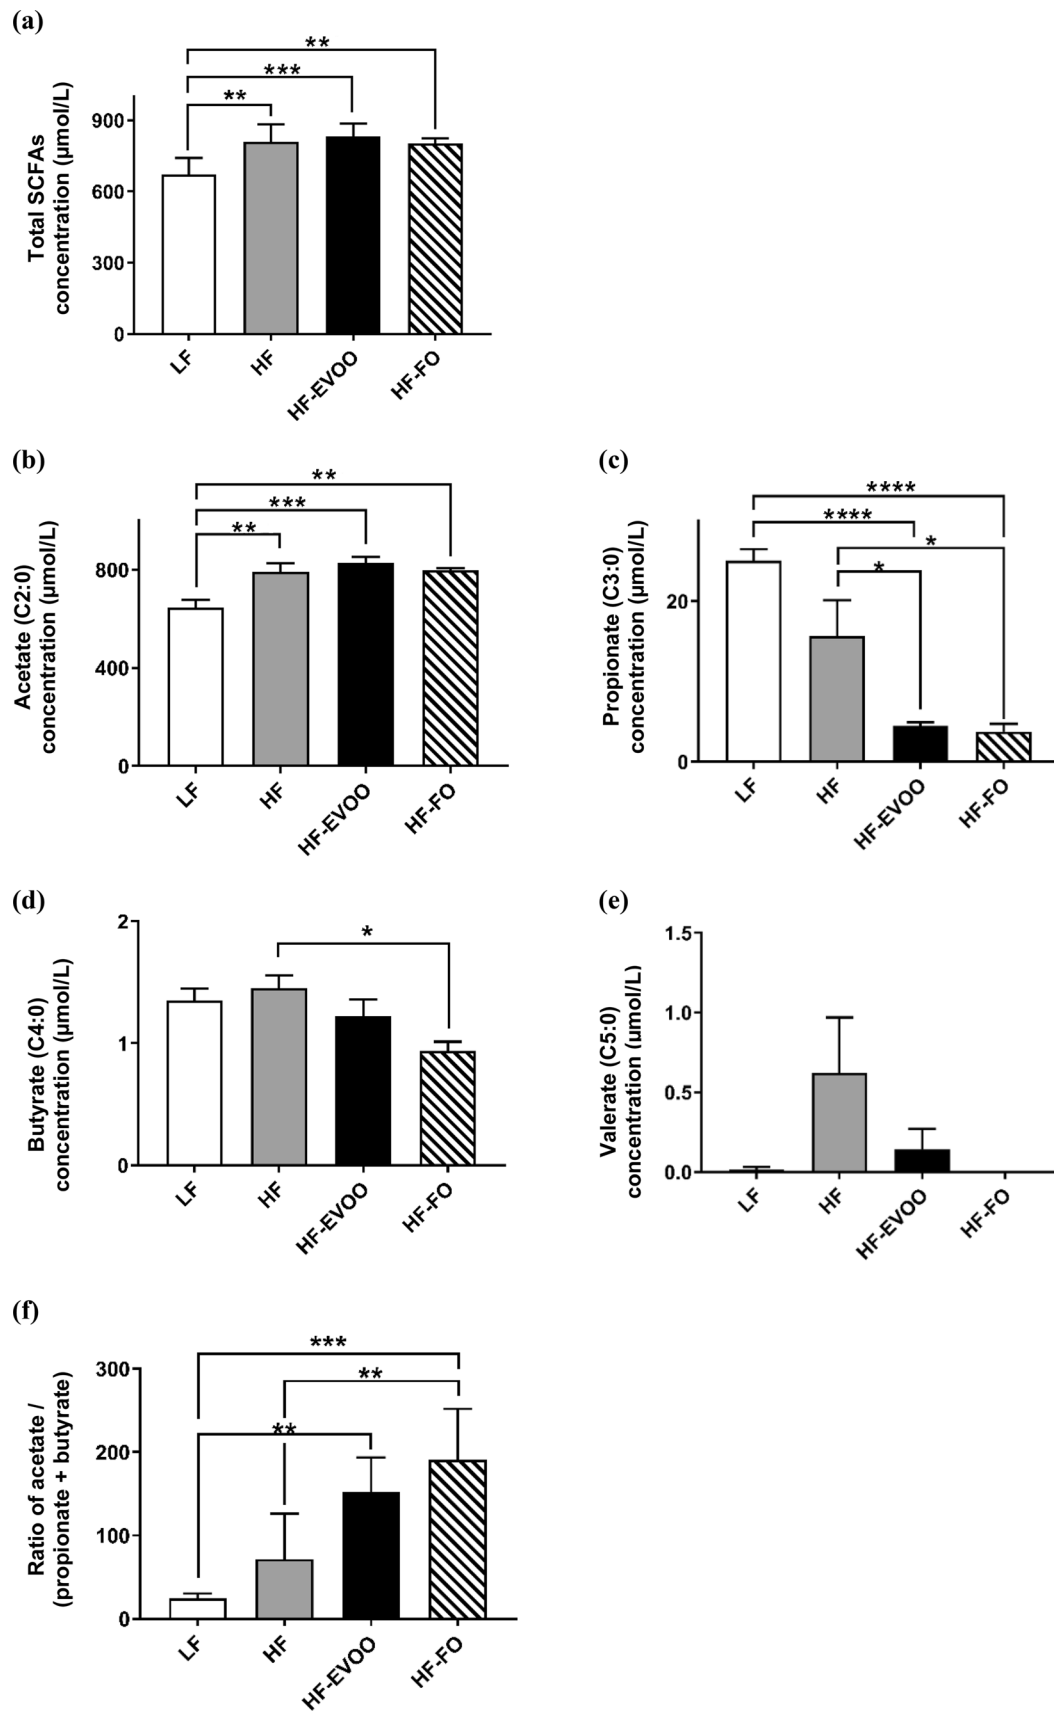 (a)
Total SCFAs
concentration (μmol/L)
900
600
300
0
**
***
**
LF
HF
HF-EVOO
HF-FO
(b)
Acetate (C2:0)
concentration (μmol/L)
800
400
0
**
***
**
LF
HF
HF-EVOO
HF-FO
(c)
Propionate (C3:0)
concentration (μmol/L)
20
0
****
****
*
*
LF
HF
HF-EVOO
HF-FO
(d)
Butyrate (C4:0)
concentration (μmol/L)
2
1
0
*
LF
HF
HF-EVOO
HF-FO
(e)
Valerate (C5:0)
concentration (μmol/L)
1.5
1.0
0.5
0.0
LF
HF
HF-EVOO
HF-FO
(f)
Ratio of acetate /
(propionate + butyrate)
300
200
100
0
***
**
**
LF
HF
HF-EVOO
HF-FO